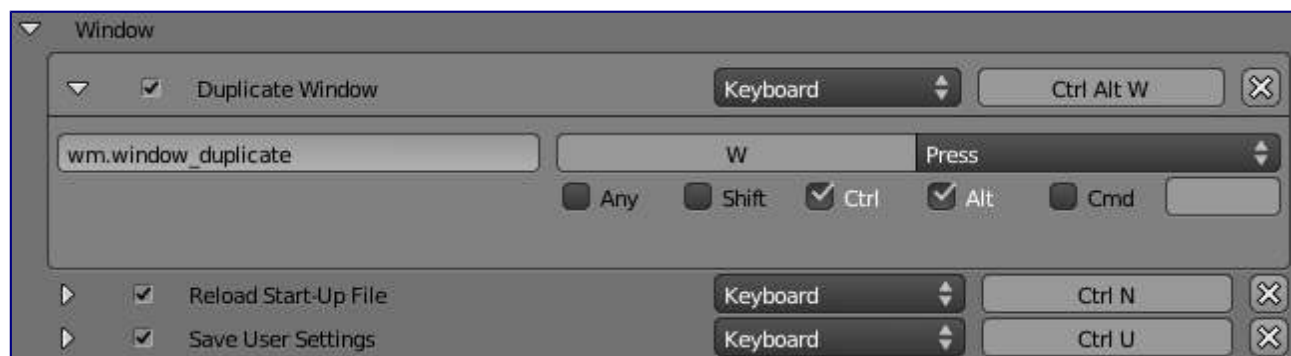 Window
Duplicate Window Keyboard Ctrl Alt W
wm.window_duplicate W Press
Any Shift Ctrl Alt Cmd
Reload Start-Up File Keyboard Ctrl N
Save User Settings Keyboard Ctrl U